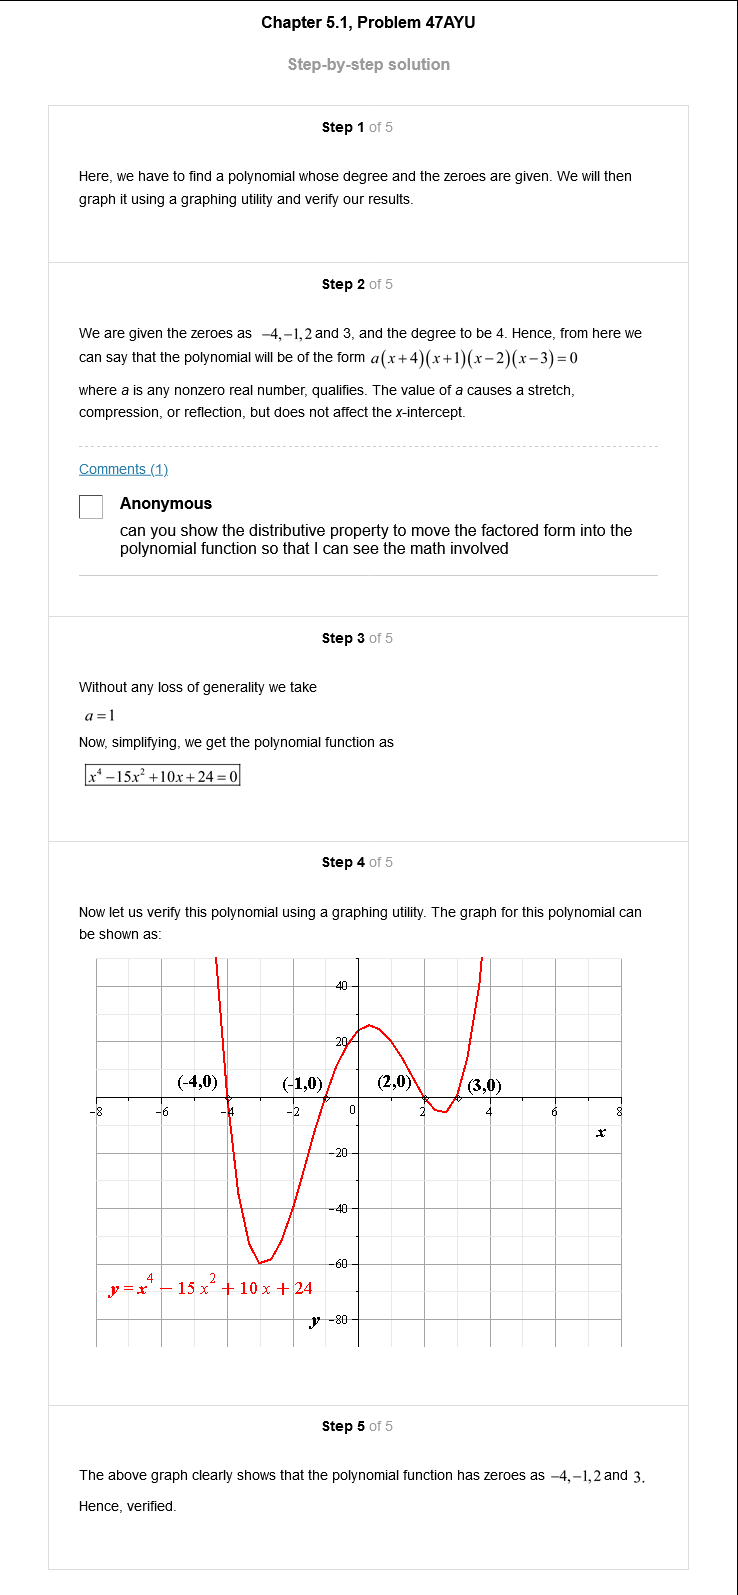 Chapter 5.1, Problem 47AYU
Step-by-step solution
Step 1 of 5
Here, we have to find a polynomial whose degree and the zeroes are given. We will then
graph it using a graphing utility and verify our results.
Step 2 of 5
We are given the zeroes as −4,−1,2 and 3, and the degree to be 4. Hence, from here we
can say that the polynomial will be of the form a(x+4)(x+1)(x−2)(x−3)=0
where a is any nonzero real number, qualifies. The value of a causes a stretch,
compression, or reflection, but does not affect the x-intercept.
Comments (1)
Anonymous
can you show the distributive property to move the factored form into the
polynomial function so that I can see the math involved
Step 3 of 5
Without any loss of generality we take
a=1
Now, simplifying, we get the polynomial function as
x⁴−15x²+10x+24=0
Step 4 of 5
Now let us verify this polynomial using a graphing utility. The graph for this polynomial can
be shown as:
40
20
(-4,0) (-1,0) (2,0) (3,0)
-8 -6 -4 -2 0 2 4 6 8
x
-20
-40
-60
y=x⁴−15x²+10x+24
y -80
Step 5 of 5
The above graph clearly shows that the polynomial function has zeroes as −4,−1,2 and 3.
Hence, verified.